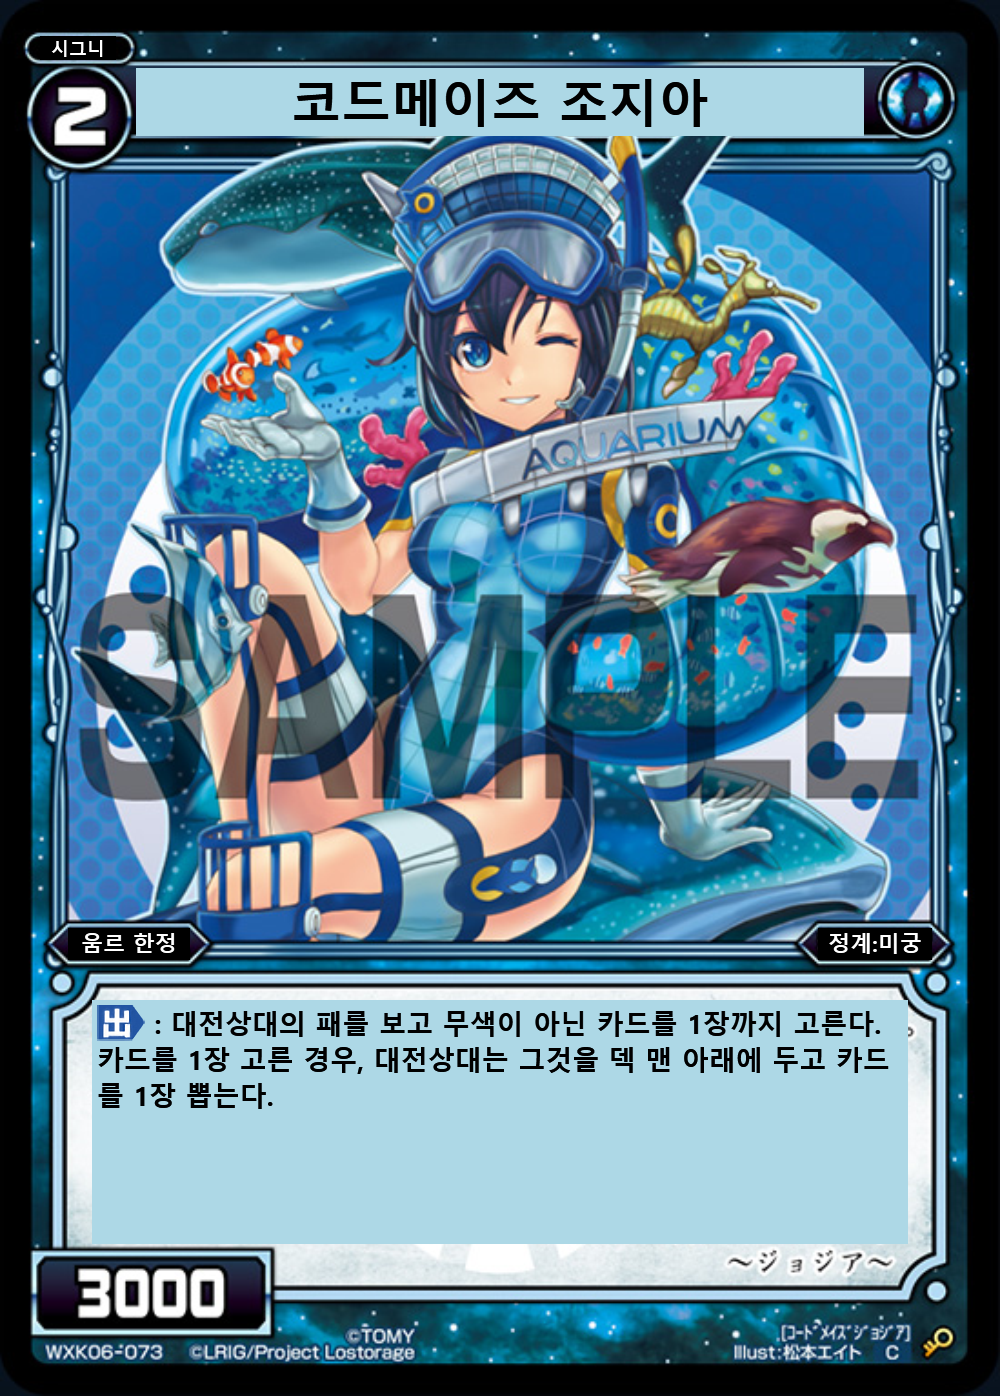 시그니
2
코드메이즈 조지아
AQUARIUM
SAMPLE
움르 한정
정계:미궁
出 : 대전상대의 패를 보고 무색이 아닌 카드를 1장까지 고른다.
카드를 1장 고른 경우, 대전상대는 그것을 덱 맨 아래에 두고 카드
를 1장 뽑는다.
～ジョジア～
3000
©TOMY
[ｺｰﾄﾞﾒｲｽﾞｼﾞｮｼﾞｱ]
WXK06-073 ©LRIG/Project Lostorage
Illust:松本エイト C